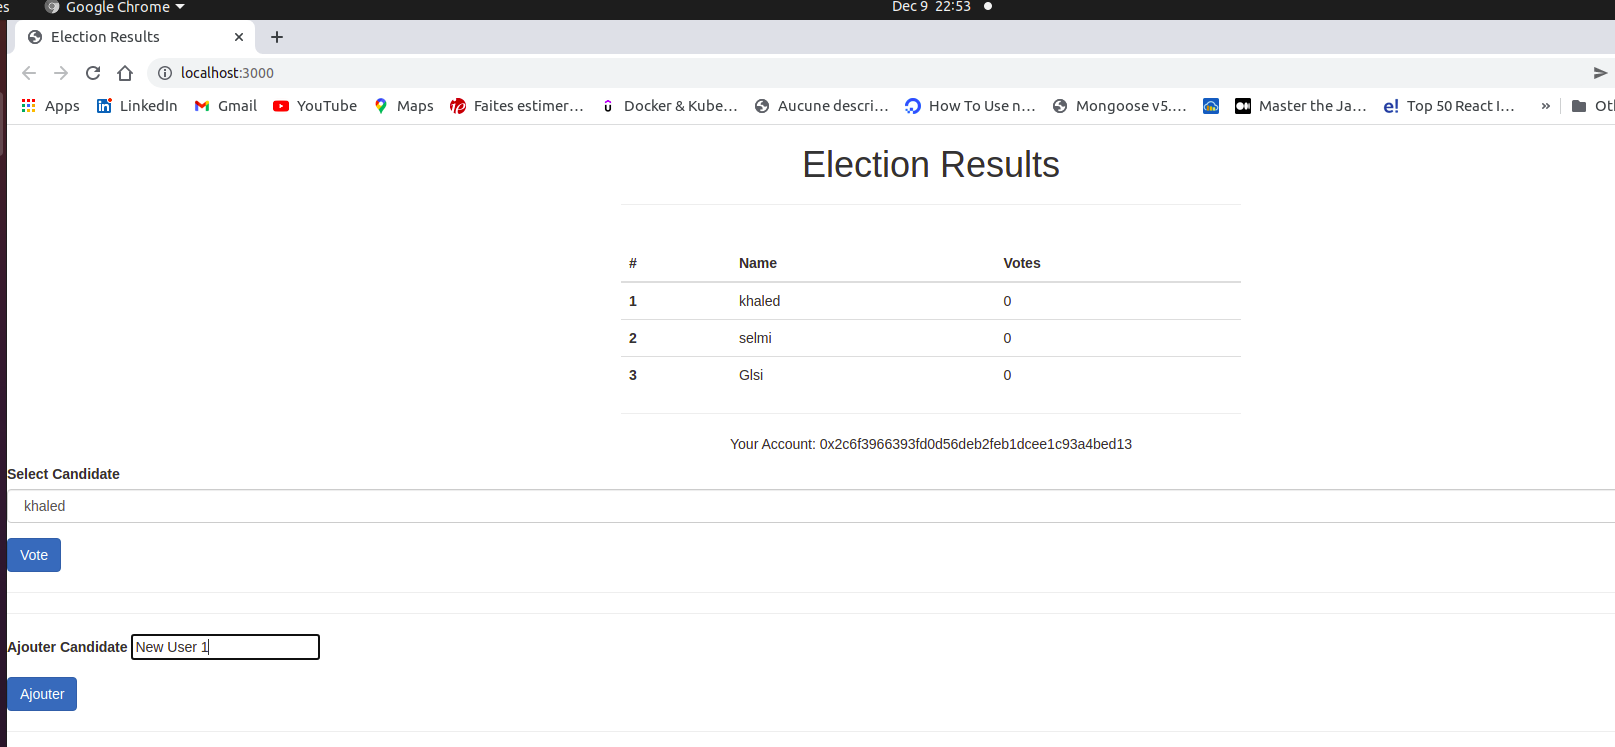 es Google Chrome Dec 9 22:53
Election Results
localhost:3000
Apps LinkedIn Gmail YouTube Maps Faites estimer… Docker & Kube… Aucune descri… How To Use n… Mongoose v5.… Master the Ja… e! Top 50 React I… » Otl
Election Results
# Name Votes
1 khaled 0
2 selmi 0
3 Glsi 0
Your Account: 0x2c6f3966393fd0d56deb2feb1dcee1c93a4bed13
Select Candidate
khaled
Vote
Ajouter Candidate New User 1
Ajouter